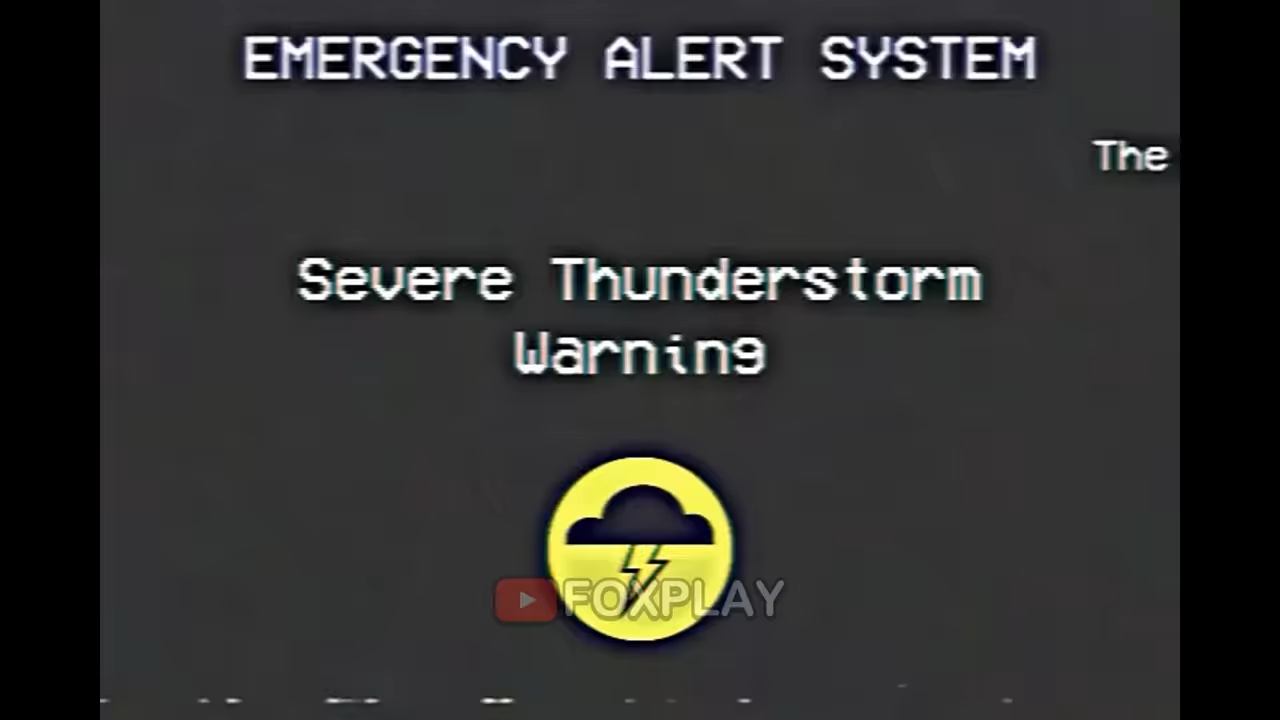 EMERGENCY ALERT SYSTEM
The
Severe Thunderstorm
Warning
FOXPLAY